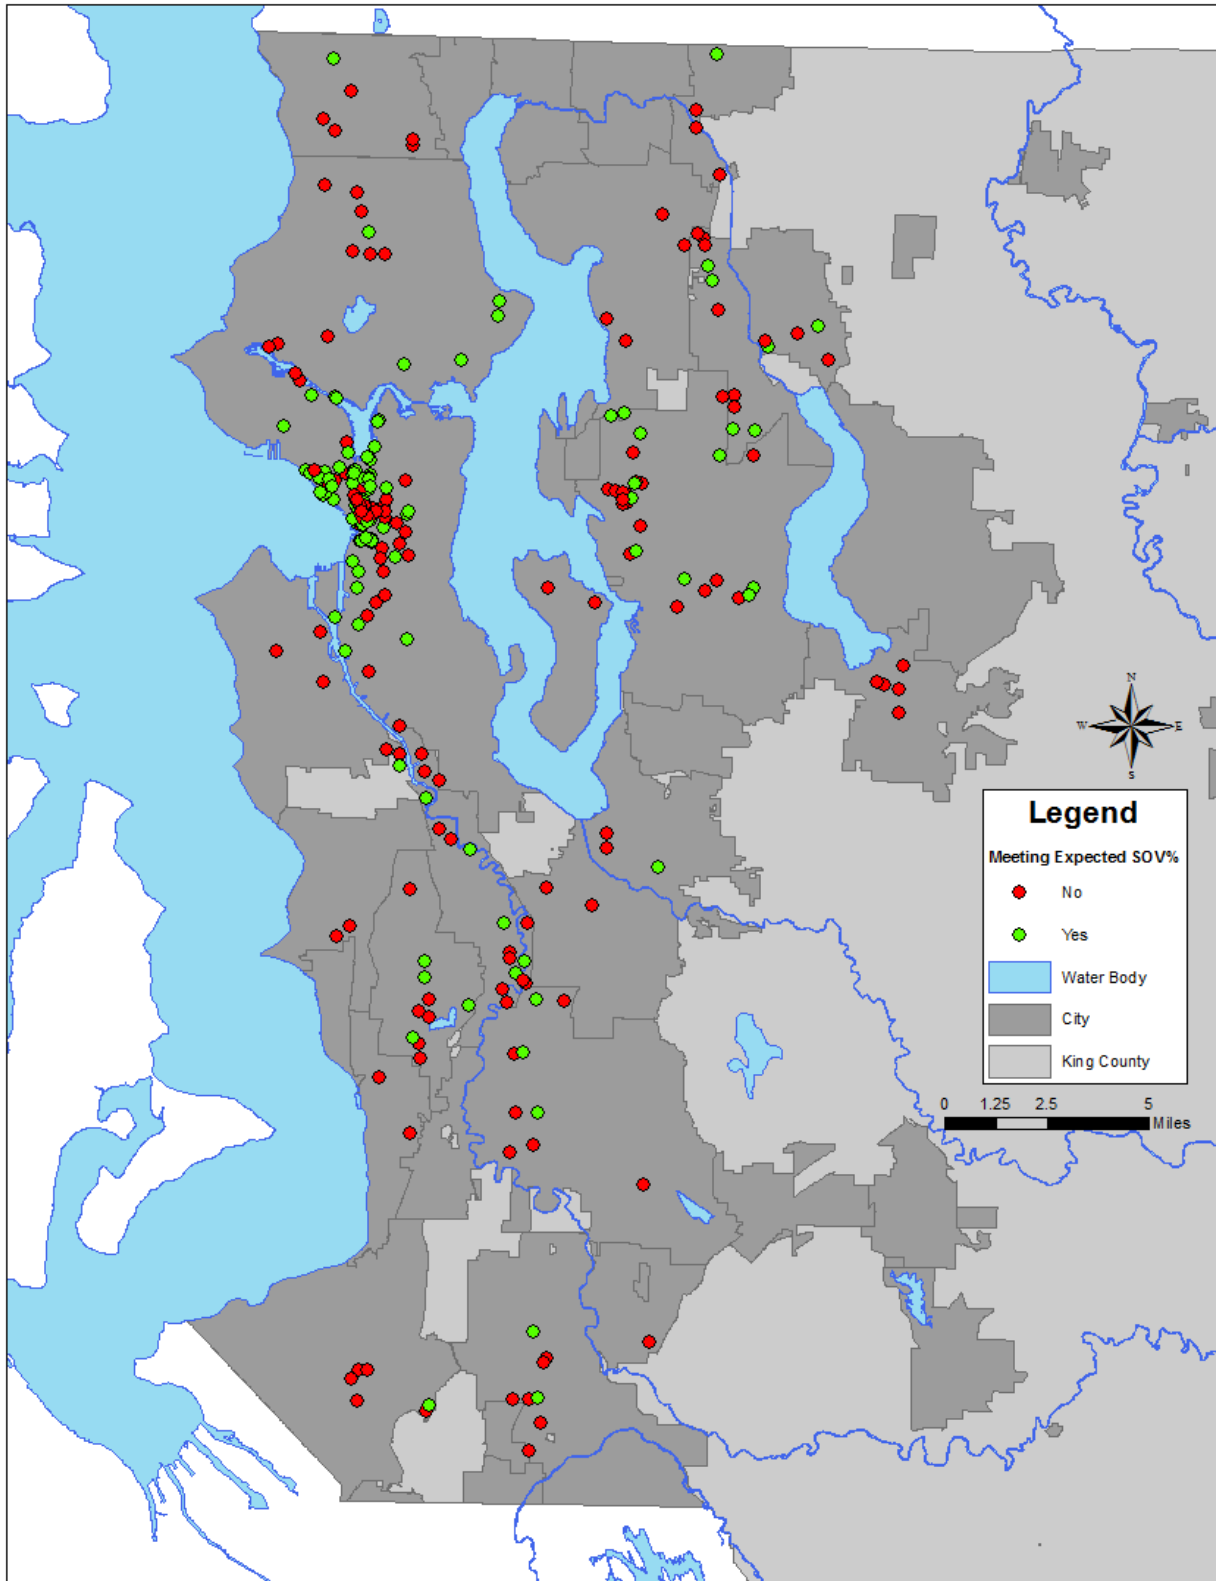 N
W E
S
Legend
Meeting Expected SOV%
No
Yes
Water Body
City
King County
0 1.25 2.5 5
Miles